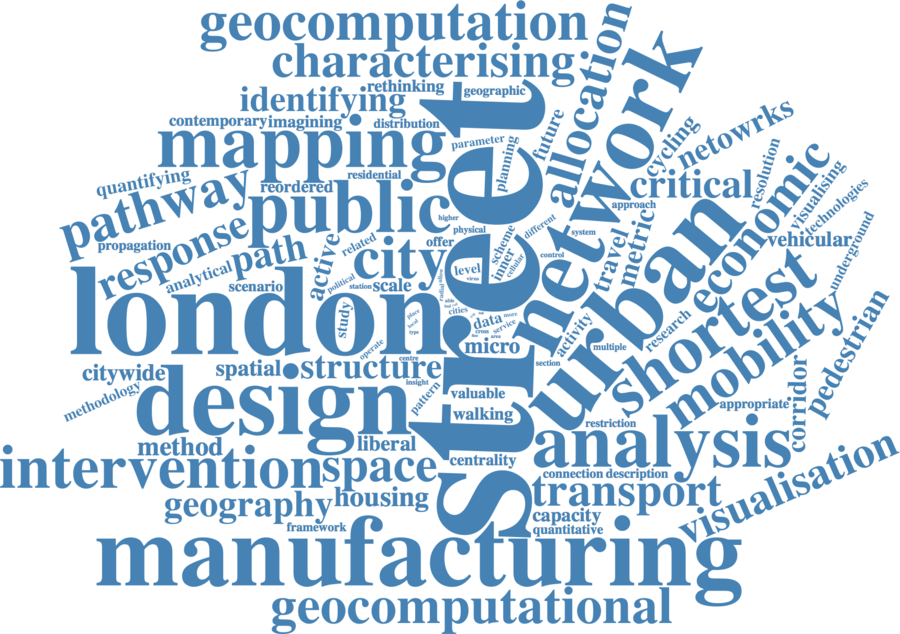 geocomputation
characterising
allocation
rethinking
geographic
identifying
contemporary
imagining
distribution
mapping
street
network
parameter
planning
future
cycling
netowrks
quantifying
residential
reordered
pathway
public
critical
resolution
economic
visualising
technologies
approach
higher
physical
different
system
propagation
response
related
offer
city
scheme
inner
cellular
control
travel
metric
urban
vehicular
underground
analytical
path
active
scenario
political
station
scale
level
virus
london
study
cities
data
service
micro
activity
multiple
research
shortest
mobility
pedestrian
operate
centre
section
citywide
spatial
structure
insight
methodology
design
pattern
valuable
walking
appropriate
corridor
restriction
method
liberal
analysis
intervention
space
centrality
connection
description
geography
housing
transport
visualisation
capacity
quantitative
framework
manufacturing
geocomputational